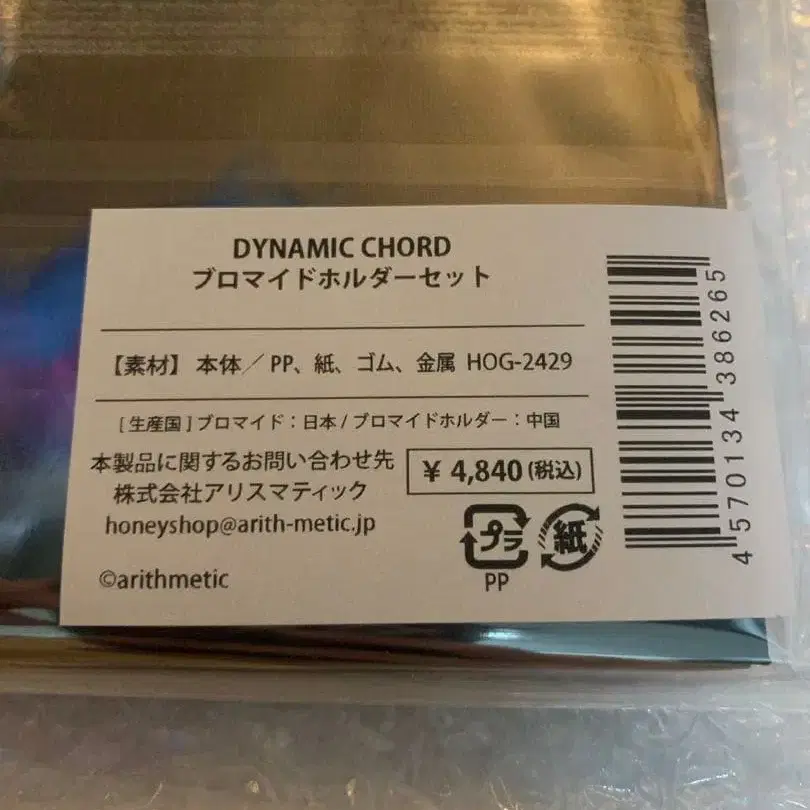 DYNAMIC CHORD
ブロマイドホルダーセット
【素材】 本体／PP、紙、ゴム、金属 HOG-2429
[生産国]ブロマイド：日本/ブロマイドホルダー：中国
本製品に関するお問い合わせ先
株式会社アリスマティック
honeyshop@arith-metic.jp
©arithmetic
¥ 4,840(税込)
プラ
PP
紙
4 570134 386265